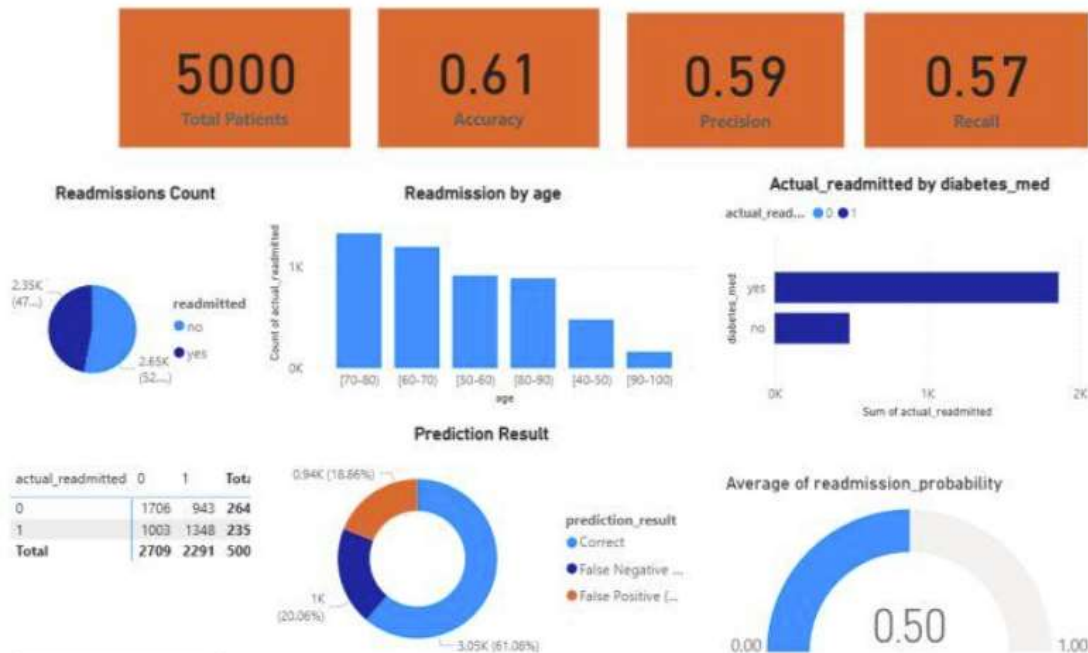 5000
Total Patients
0.61
Accuracy
0.59
Precision
0.57
Recall
Readmissions Count
2.35K
(47...)
readmitted
no
yes
2.65K
(52...)
Readmission by age
Count of actual_readmitted
1K
0K
[70-80) [60-70) [50-60) [80-90) [40-50) [90-100)
age
Actual_readmitted by diabetes_med
actual_read... 0 1
diabetes_med
yes
no
0K 1K 2K
Sum of actual_readmitted
actual_readmitted 0 1 Tota
0 1706 943 264
1 1003 1348 235
Total 2709 2291 500
Prediction Result
0.94K (18.86%)
1K
(20.06%)
3.05K (61.08%)
prediction_result
Correct
False Negative ...
False Positive (...
Average of readmission_probability
0.50
0.00 1.00